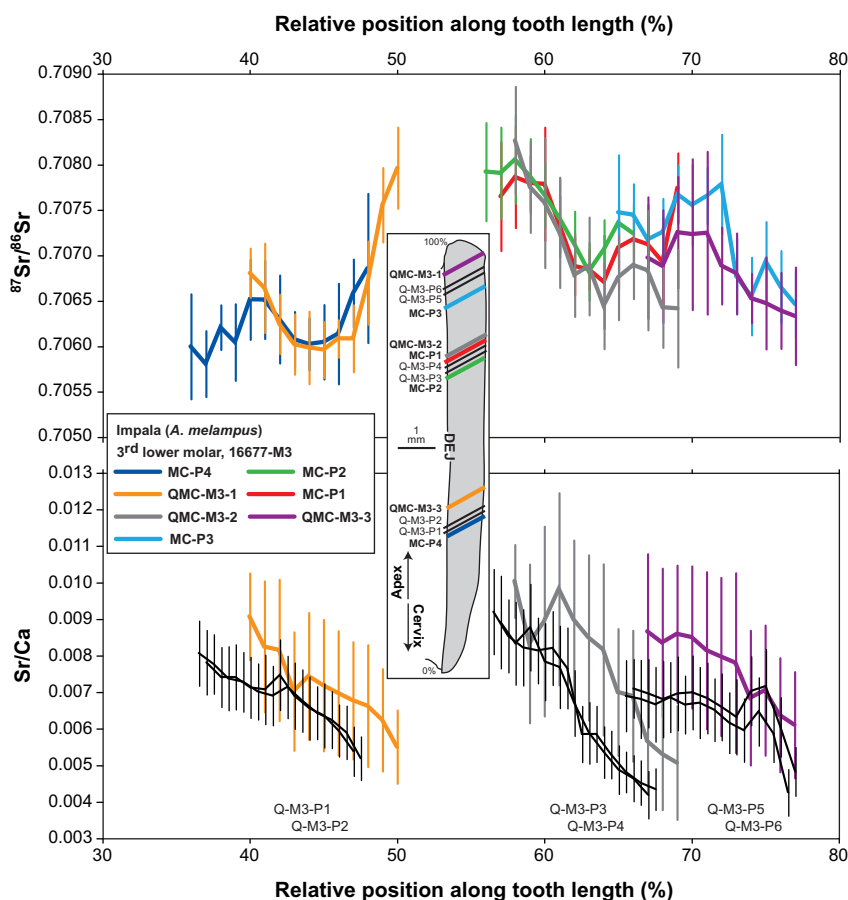 Relative position along tooth length (%)
30 40 50 60 70 80
0.7090
0.7085
0.7080
0.7075
0.7070
0.7065
0.7060
0.7055
0.7050
87Sr/86Sr
100%
QMC-M3-1
Q-M3-P6
Q-M3-P5
MC-P3
QMC-M3-2
MC-P1
Q-M3-P4
Q-M3-P3
MC-P2
1
mm
DEJ
QMC-M3-3
Q-M3-P2
Q-M3-P1
MC-P4
Apex
Cervix
0%
Impala (A. melampus)
3rd lower molar, 16677-M3
MC-P4 MC-P2
QMC-M3-1 MC-P1
QMC-M3-2 QMC-M3-3
MC-P3
0.013
0.012
0.011
0.010
0.009
0.008
0.007
0.006
0.005
0.004
0.003
Sr/Ca
Q-M3-P1 Q-M3-P3 Q-M3-P5
Q-M3-P2 Q-M3-P4 Q-M3-P6
30 40 50 60 70 80
Relative position along tooth length (%)